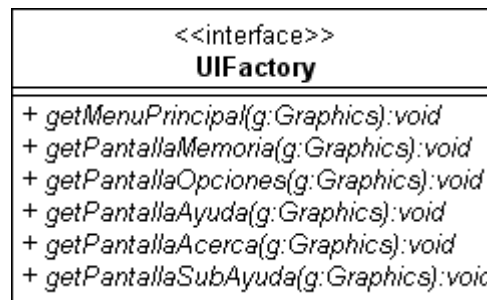 <<interface>>
UIFactory
+ getMenuPrincipal(g:Graphics):void
+ getPantallaMemoria(g:Graphics):void
+ getPantallaOpciones(g:Graphics):void
+ getPantallaAyuda(g:Graphics):void
+ getPantallaAcerca(g:Graphics):void
+ getPantallaSubAyuda(g:Graphics):void